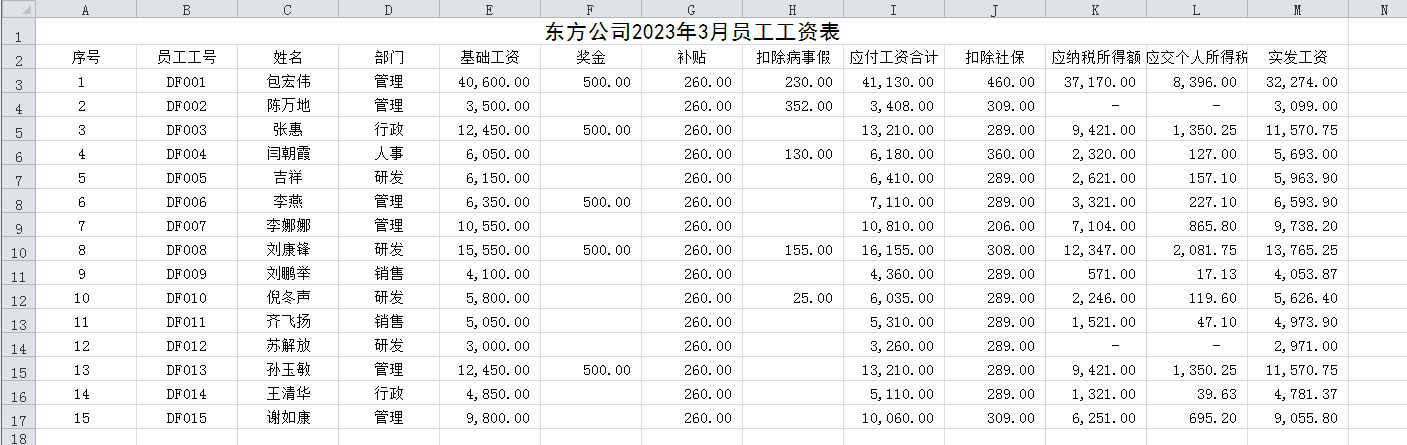 A B C D E F G H I J K L M N
1 东方公司2023年3月员工工资表
2 序号 员工工号 姓名 部门 基础工资 奖金 补贴 扣除病事假 应付工资合计 扣除社保 应纳税所得额 应交个人所得税 实发工资
3 1 DF001 包宏伟 管理 40,600.00 500.00 260.00 230.00 41,130.00 460.00 37,170.00 8,396.00 32,274.00
4 2 DF002 陈万地 管理 3,500.00 260.00 352.00 3,408.00 309.00 - - 3,099.00
5 3 DF003 张惠 行政 12,450.00 500.00 260.00 13,210.00 289.00 9,421.00 1,350.25 11,570.75
6 4 DF004 闫朝霞 人事 6,050.00 260.00 130.00 6,180.00 360.00 2,320.00 127.00 5,693.00
7 5 DF005 吉祥 研发 6,150.00 260.00 6,410.00 289.00 2,621.00 157.10 5,963.90
8 6 DF006 李燕 管理 6,350.00 500.00 260.00 7,110.00 289.00 3,321.00 227.10 6,593.90
9 7 DF007 李娜娜 管理 10,550.00 260.00 10,810.00 206.00 7,104.00 865.80 9,738.20
10 8 DF008 刘康锋 研发 15,550.00 500.00 260.00 155.00 16,155.00 308.00 12,347.00 2,081.75 13,765.25
11 9 DF009 刘鹏举 销售 4,100.00 260.00 4,360.00 289.00 571.00 17.13 4,053.87
12 10 DF010 倪冬声 研发 5,800.00 260.00 25.00 6,035.00 289.00 2,246.00 119.60 5,626.40
13 11 DF011 齐飞扬 销售 5,050.00 260.00 5,310.00 289.00 1,521.00 47.10 4,973.90
14 12 DF012 苏解放 研发 3,000.00 260.00 3,260.00 289.00 - - 2,971.00
15 13 DF013 孙玉敏 管理 12,450.00 500.00 260.00 13,210.00 289.00 9,421.00 1,350.25 11,570.75
16 14 DF014 王清华 行政 4,850.00 260.00 5,110.00 289.00 1,321.00 39.63 4,781.37
17 15 DF015 谢如康 管理 9,800.00 260.00 10,060.00 309.00 6,251.00 695.20 9,055.80
18